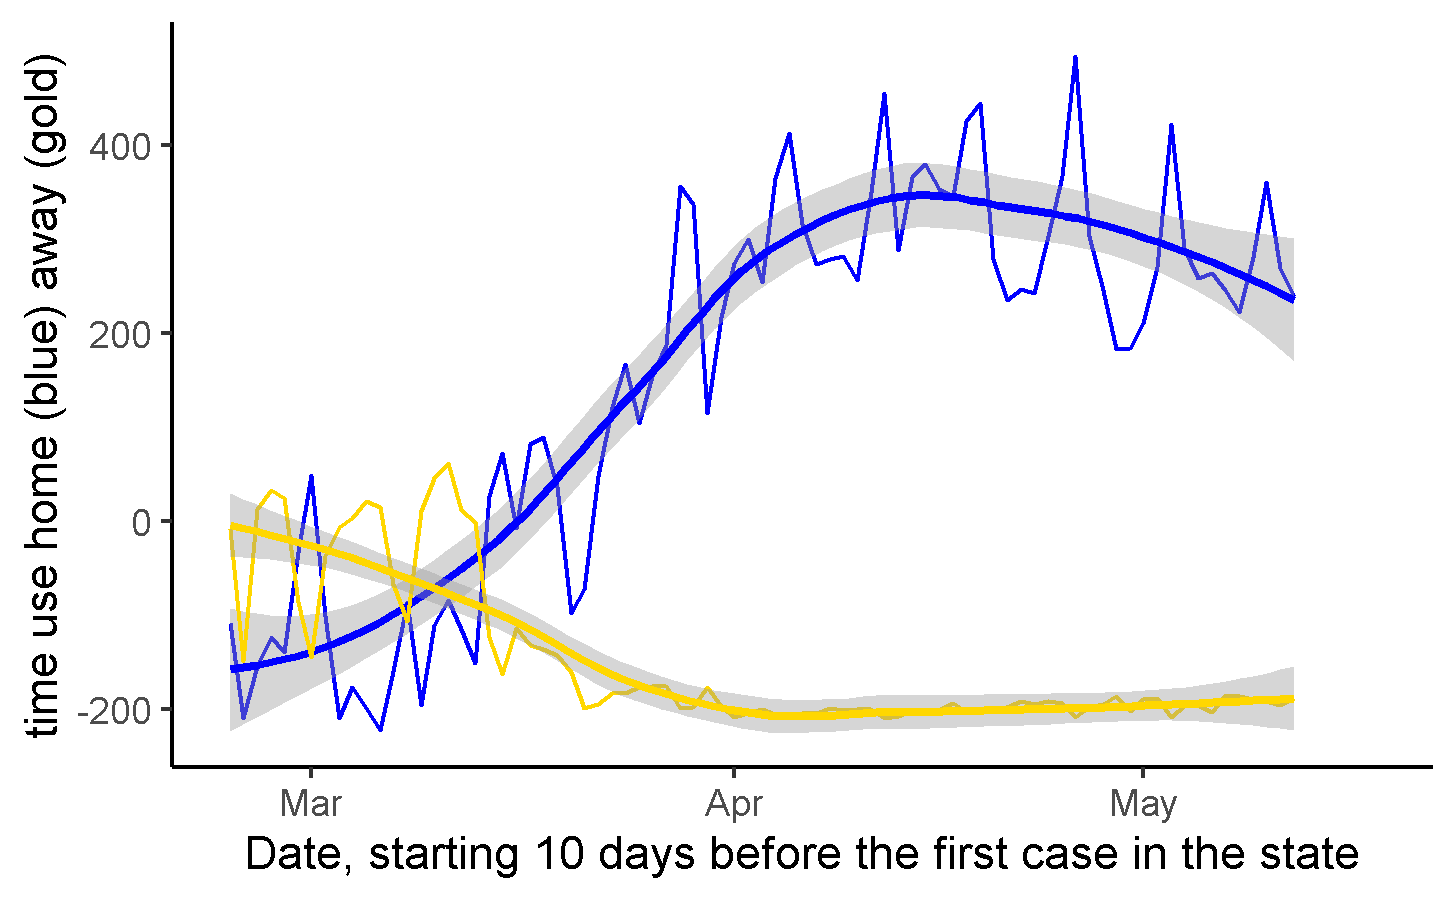 time use home (blue) away (gold)
400
200
0
-200
Mar Apr May
Date, starting 10 days before the first case in the state